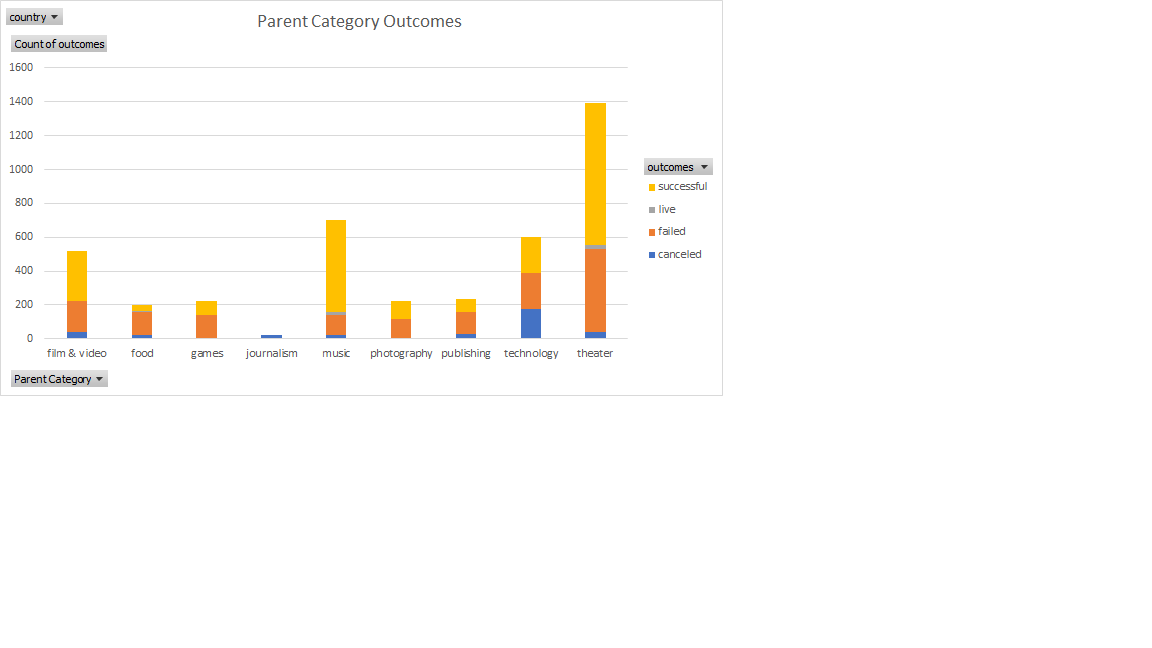 country
Parent Category Outcomes
Count of outcomes
1600
1400
1200
1000
800
600
400
200
0
film & video food games journalism music photography publishing technology theater
Parent Category
outcomes
successful
live
failed
canceled